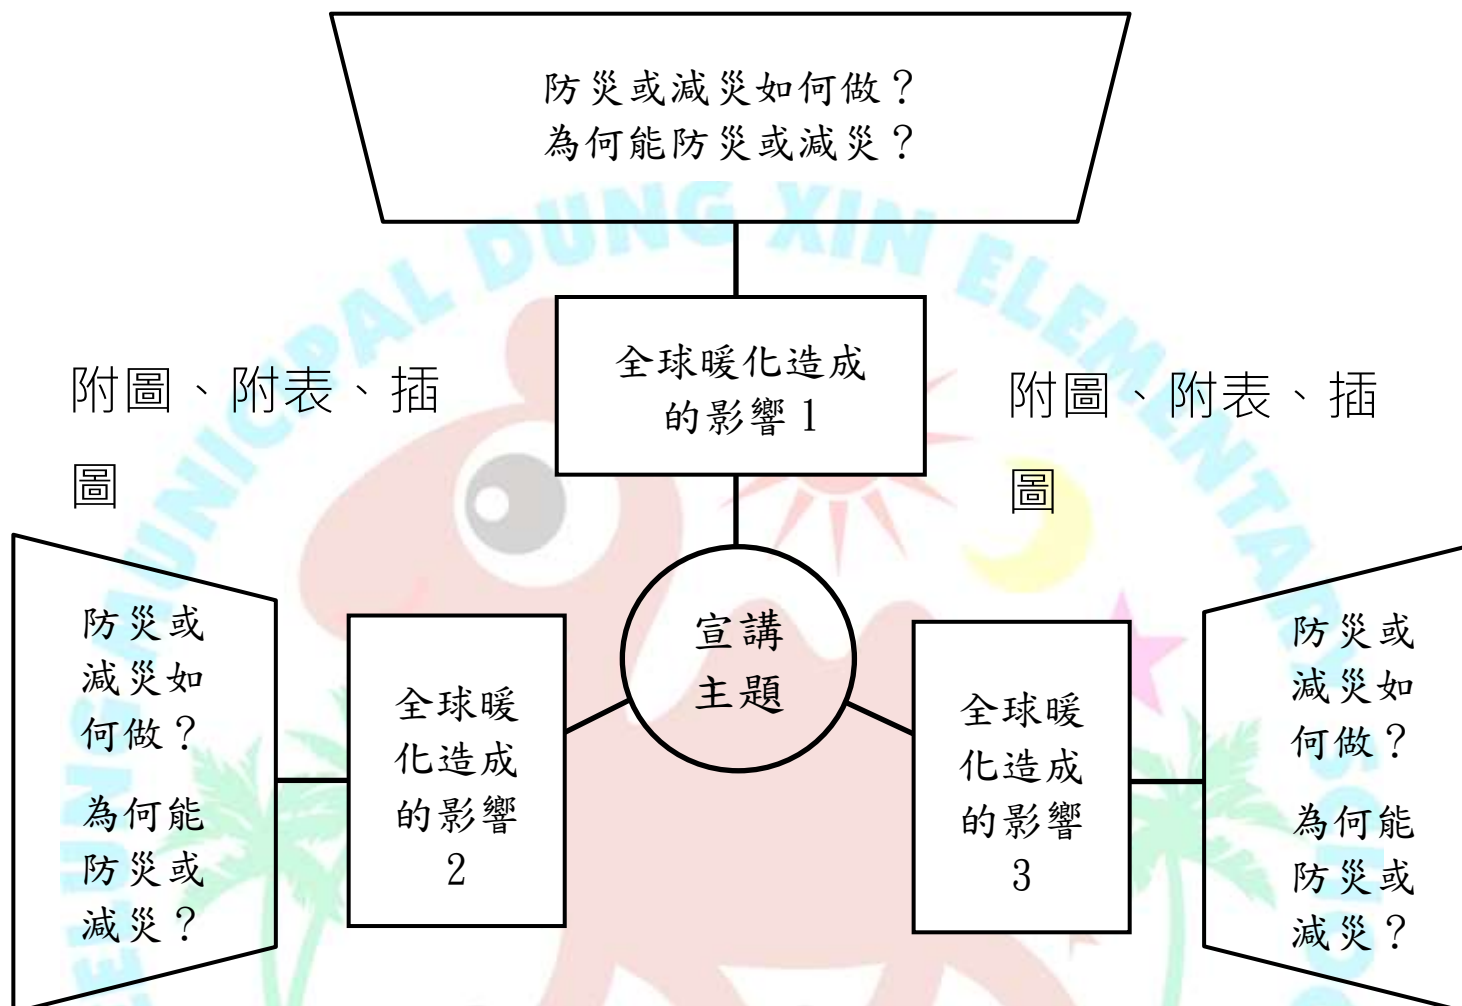 防災或減災如何做？
為何能防災或減災？
全球暖化造成
的影響 1
附圖、附表、插
圖
附圖、附表、插
圖
宣講
主題
防災或
減災如
何做？
為何能
防災或
減災？
全球暖
化造成
的影響
2
全球暖
化造成
的影響
3
防災或
減災如
何做？
為何能
防災或
減災？
MUNICIPAL DUNG XIN ELEMENTARY